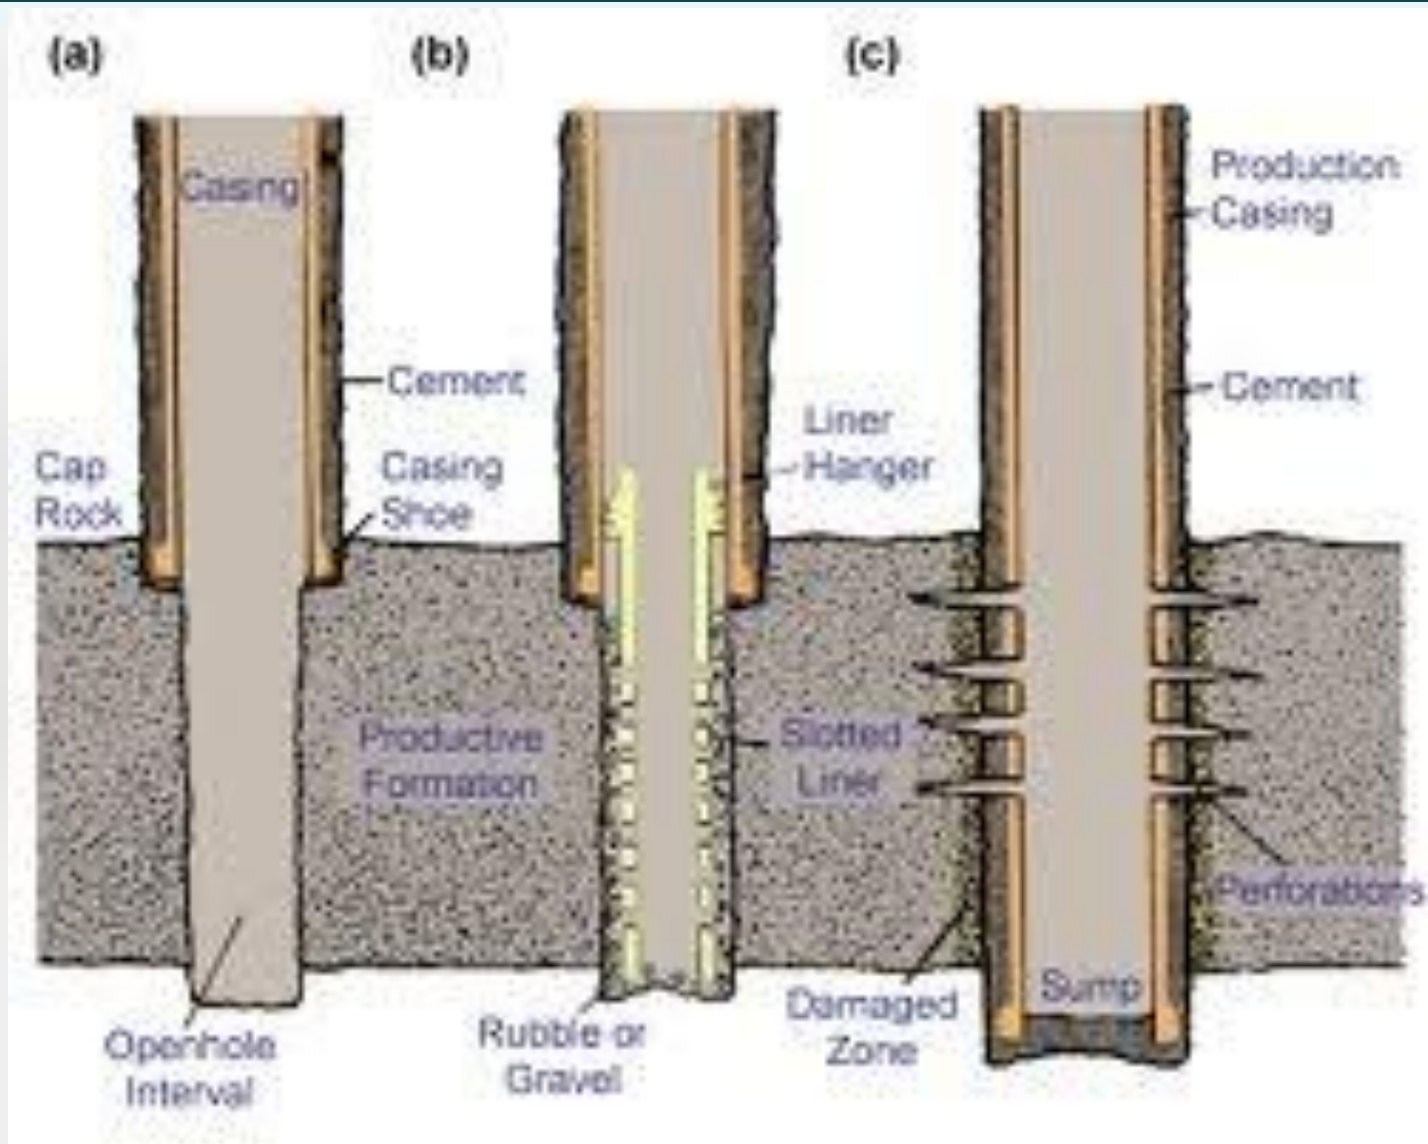 (a)
(b)
(c)
Casing
Production
Casing
Cement
Cement
Liner
Hanger
Cap
Rock
Casing
Shoe
Productive
Formation
Slotted
Liner
Perforations
Sump
Damaged
Zone
Rubble or
Gravel
Openhole
Interval